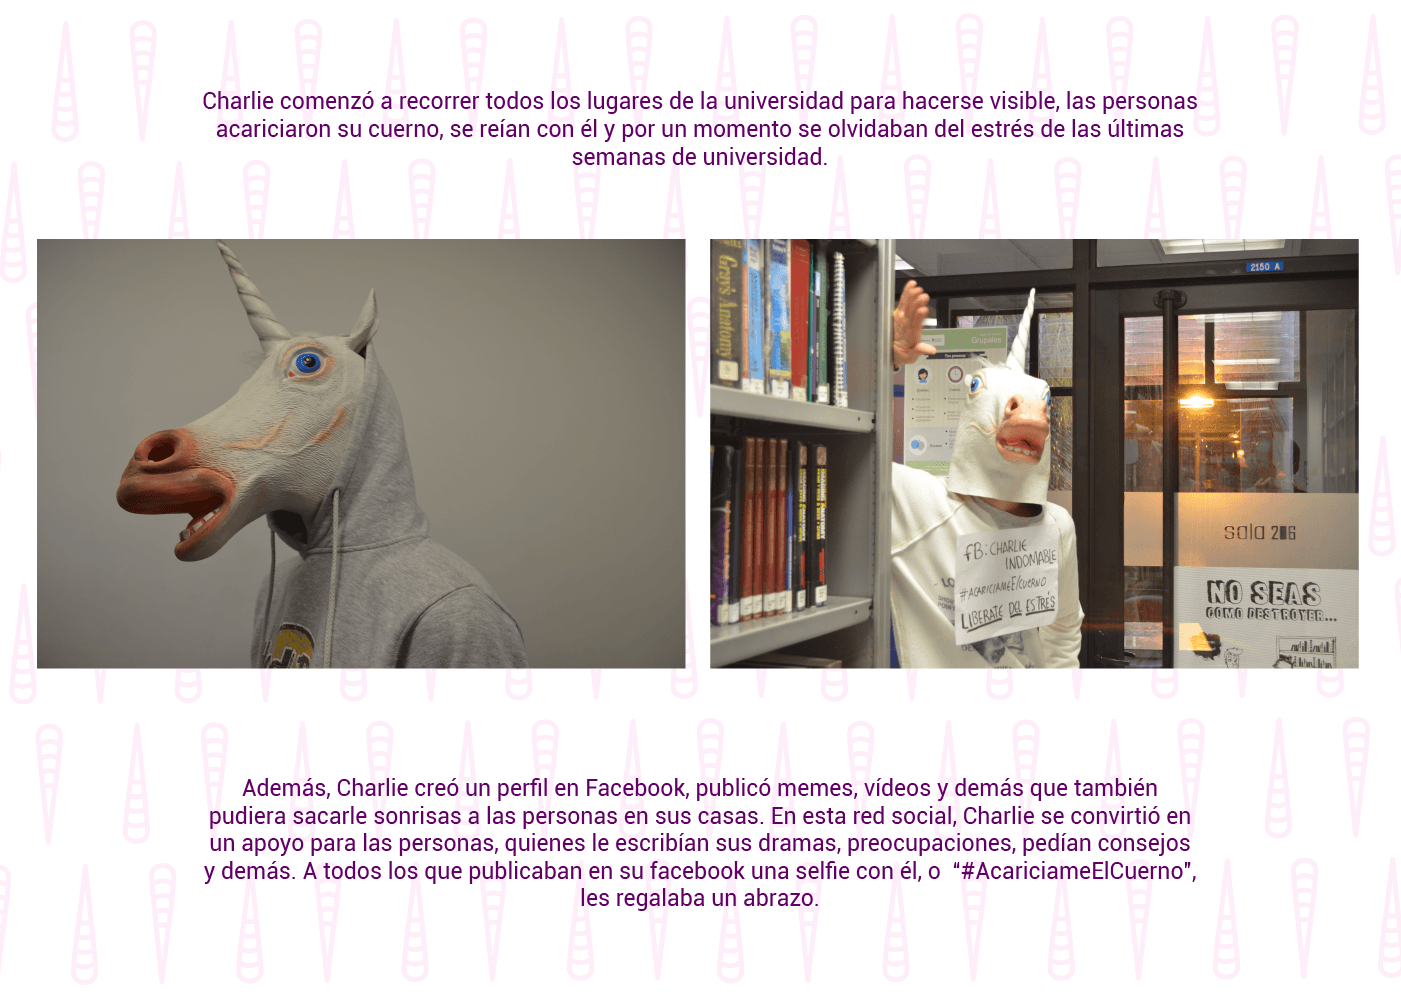 Charlie comenzó a recorrer todos los lugares de la universidad para hacerse visible, las personas
acariciaron su cuerno, se reían con él y por un momento se olvidaban del estrés de las últimas
semanas de universidad.
Gray's Anatomy
2150 A
Grupales
fB: CHARLIE
INDOMABLE
#ACARICIAMEElCUERNO
LIBERATE DEL ESTRÉS
sala 206
NO SEAS
COMO DESTROYER...
Además, Charlie creó un perfil en Facebook, publicó memes, vídeos y demás que también
pudiera sacarle sonrisas a las personas en sus casas. En esta red social, Charlie se convirtió en
un apoyo para las personas, quienes le escribían sus dramas, preocupaciones, pedían consejos
y demás. A todos los que publicaban en su facebook una selfie con él, o “#AcariciameElCuerno”,
les regalaba un abrazo.